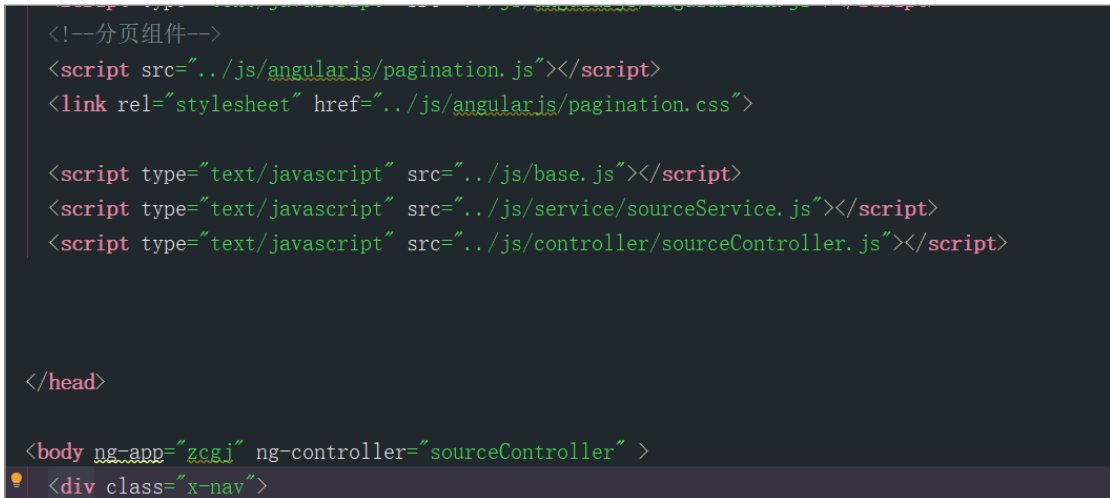 <!--分页组件-->
<script src="../js/angularjs/pagination.js"></script>
<link rel="stylesheet" href="../js/angularjs/pagination.css">
<script type="text/javascript" src="../js/base.js"></script>
<script type="text/javascript" src="../js/service/sourceService.js"></script>
<script type="text/javascript" src="../js/controller/sourceController.js"></script>
</head>
<body ng-app="zcgj" ng-controller="sourceController" >
<div class="x-nav">